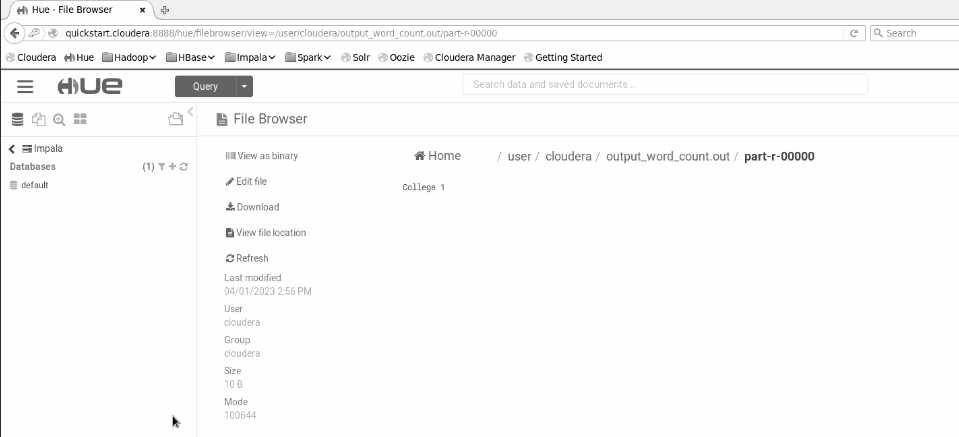 Hue - File Browser
quickstart.cloudera:8888/hue/filebrowser/view=/user/cloudera/output_word_count.out/part-r-00000
Search
Cloudera Hue Hadoop HBase Impala Spark Solr Oozie Cloudera Manager Getting Started
HUE Query Search data and saved documents...
File Browser
Impala
Databases (1)
default
View as binary
Home / user / cloudera / output_word_count.out / part-r-00000
Edit file
College 1
Download
View file location
Refresh
Last modified
04/01/2023 2:56 PM
User
cloudera
Group
cloudera
Size
10 B
Mode
100644